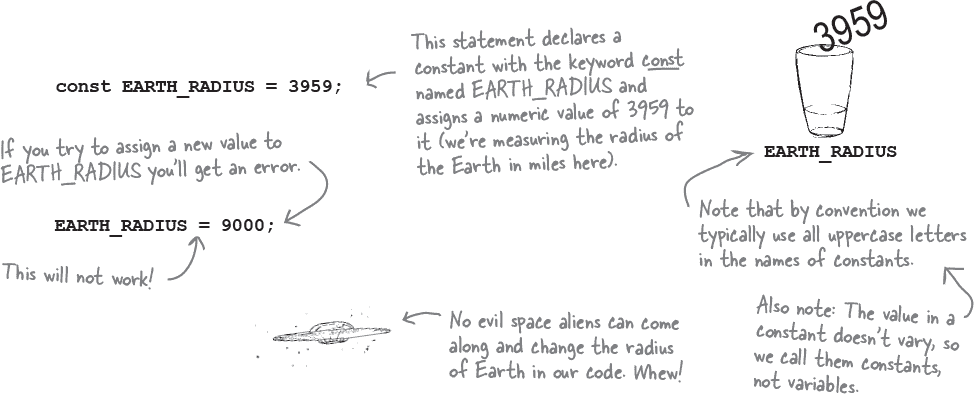 const EARTH_RADIUS = 3959;
This statement declares a
constant with the keyword const
named EARTH_RADIUS and
assigns a numeric value of 3959 to
it (we're measuring the radius of
the Earth in miles here).
3959
EARTH_RADIUS
If you try to assign a new value to
EARTH_RADIUS you'll get an error.
EARTH_RADIUS = 9000;
This will not work!
Note that by convention we
typically use all uppercase letters
in the names of constants.
Also note: The value in a
constant doesn't vary, so
we call them constants,
not variables.
No evil space aliens can come
along and change the radius
of Earth in our code. Whew!